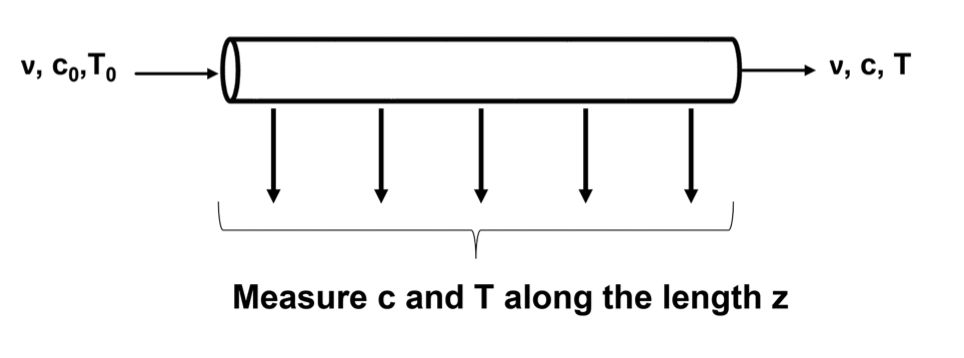 ν, c₀,T₀
ν, c, T
Measure c and T along the length z